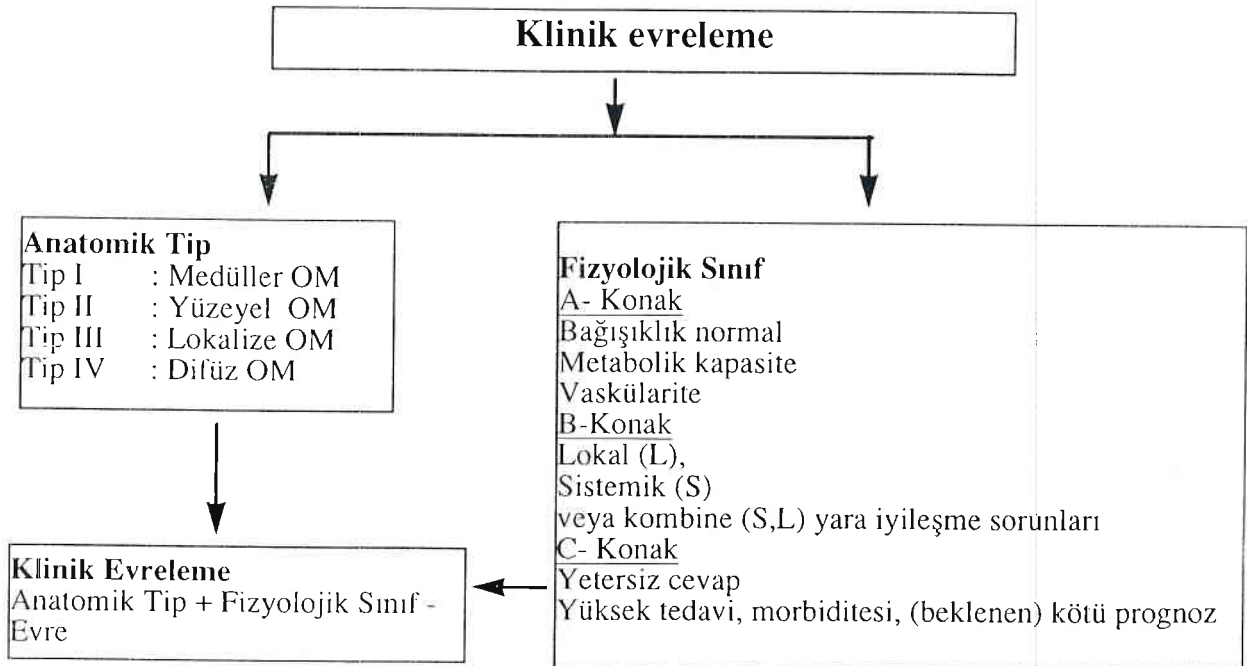 Klinik evreleme
Anatomik Tip
Tip I : Medüller OM
Tip II : Yüzeyel OM
Tip III : Lokalize OM
Tip IV : Difüz OM
Fizyolojik Sınıf
A- Konak
Bağışıklık normal
Metabolik kapasite
Vaskülarite
B-Konak
Lokal (L),
Sistemik (S)
veya kombine (S,L) yara iyileşme sorunları
C- Konak
Yetersiz cevap
Yüksek tedavi, morbiditesi, (beklenen) kötü prognoz
Klinik Evreleme
Anatomik Tip + Fizyolojik Sınıf -
Evre